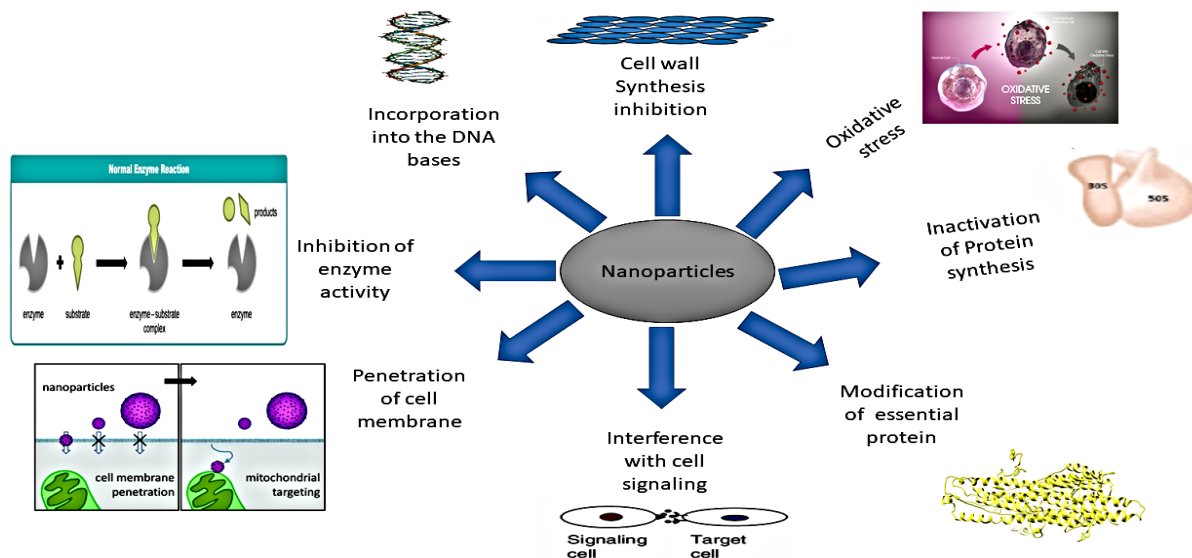 Cell wall
Synthesis
inhibition
Incorporation
into the DNA
bases
Oxidative
stress
Normal Cell
OXIDATIVE
STRESS
30S
50S
Inactivation
of Protein
synthesis
Normal Enzyme Reaction
products
enzyme
substrate
enzyme-substrate
complex
enzyme
Inhibition of
enzyme
activity
Nanoparticles
nanoparticles
cell membrane
penetration
mitochondrial
targeting
Penetration
of cell
membrane
Interference
with cell
signaling
Signaling
cell
Target
cell
Modification
of essential
protein